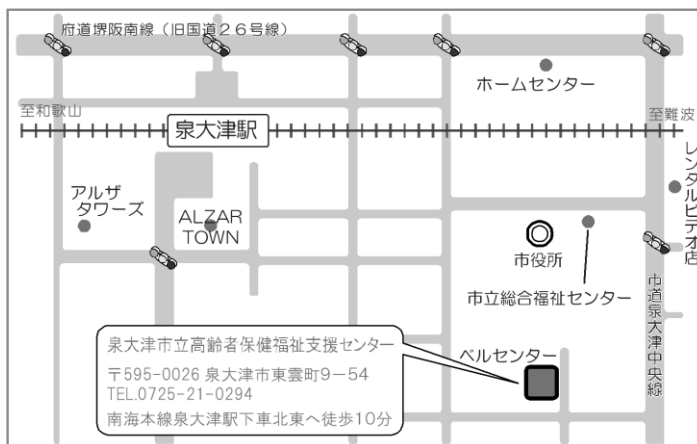 府道堺阪南線（旧国道２６号線）
ホームセンター
至和歌山
至難波
泉大津駅
レンタルビデオ店
アルザ
タワーズ
ALZAR
TOWN
市役所
市立総合福祉センター
市道泉大津中央線
ベルセンター
泉大津市立高齢者保健福祉支援センター
〒595-0026 泉大津市東雲町9－54
TEL.0725-21-0294
南海本線泉大津駅下車北東へ徒歩10分